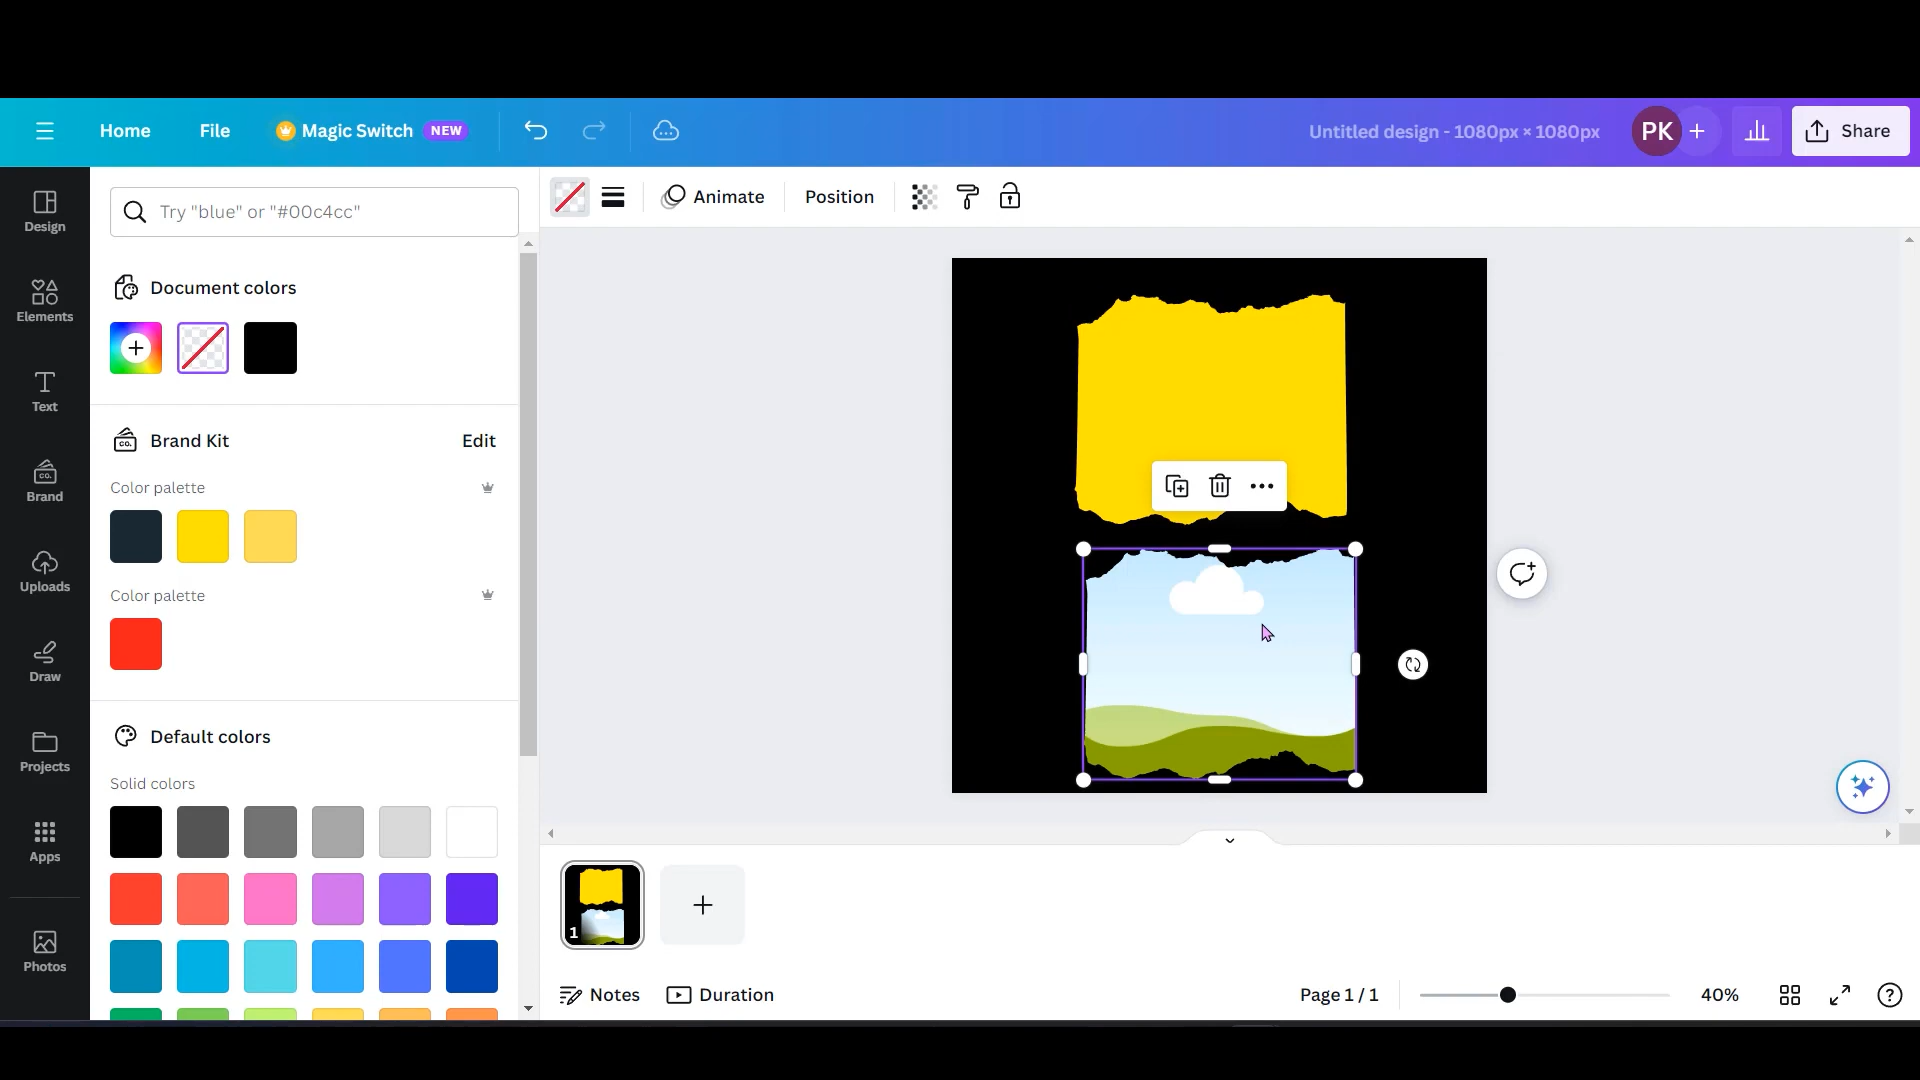 Home File Magic Switch NEW Untitled design - 1080px × 1080px PK Share
Try "blue" or "#00c4cc"
Animate Position
Design
Elements
Text
Brand
Uploads
Draw
Projects
Apps
Photos
Document colors
Brand Kit Edit
CO.
Color palette
Color palette
Default colors
Solid colors
1
Notes Duration Page 1 / 1 40%